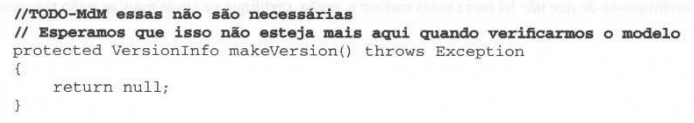 //TODO-MdM essas não são necessárias
// Esperamos que isso não esteja mais aqui quando verificarmos o modelo
protected VersionInfo makeVersion() throws Exception
{
    return null;
}